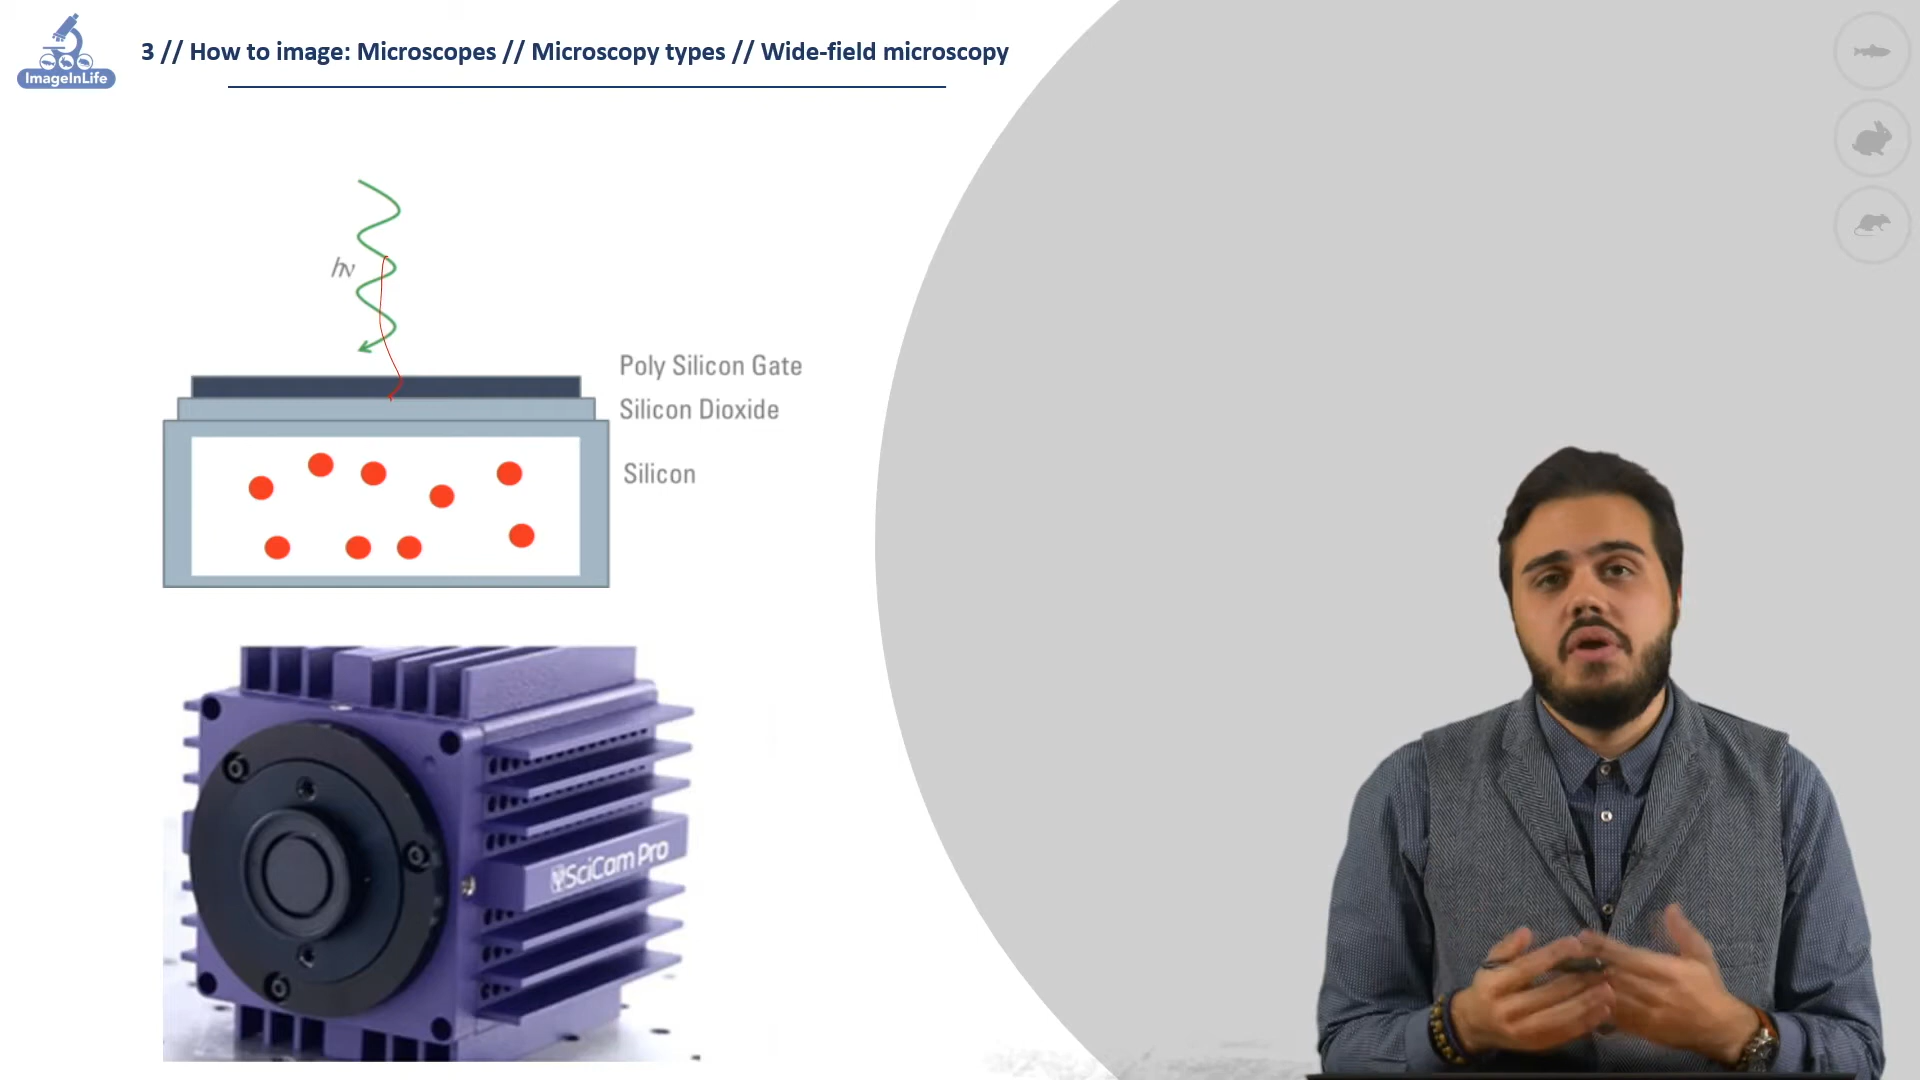 ImageInLife
3 // How to image: Microscopes // Microscopy types // Wide-field microscopy
hν
Poly Silicon Gate
Silicon Dioxide
Silicon
SciCam Pro